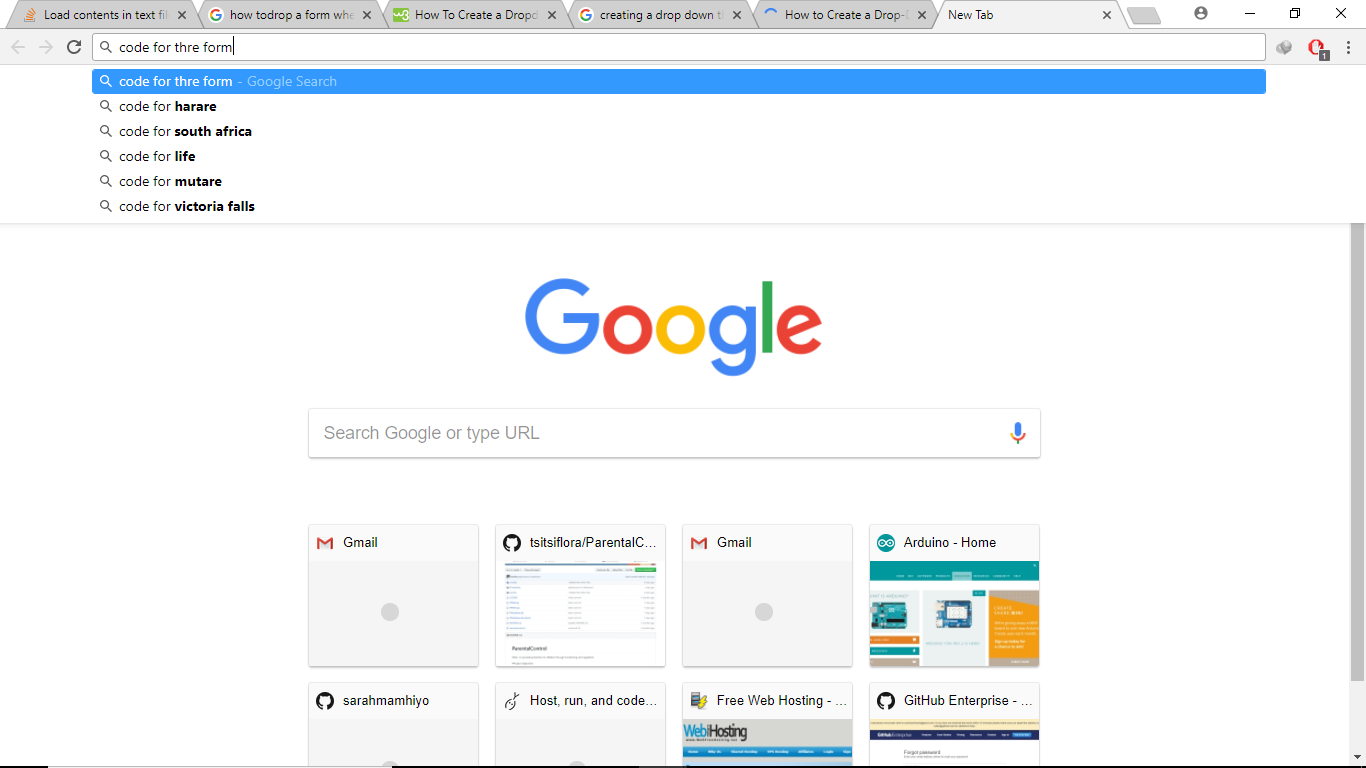 Load contents in text fil
how todrop a form whe
How To Create a Dropd
creating a drop down t
How to Create a Drop-
New Tab
code for thre form
1
code for thre form - Google Search
code for harare
code for south africa
code for life
code for mutare
code for victoria falls
Google
Search Google or type URL
Gmail
tsitsiflora/ParentalC...
Gmail
Arduino - Home
ParentalControl
sarahmamhiyo
Host, run, and code...
Free Web Hosting - ...
GitHub Enterprise - ...
Web Hosting
Forgot password